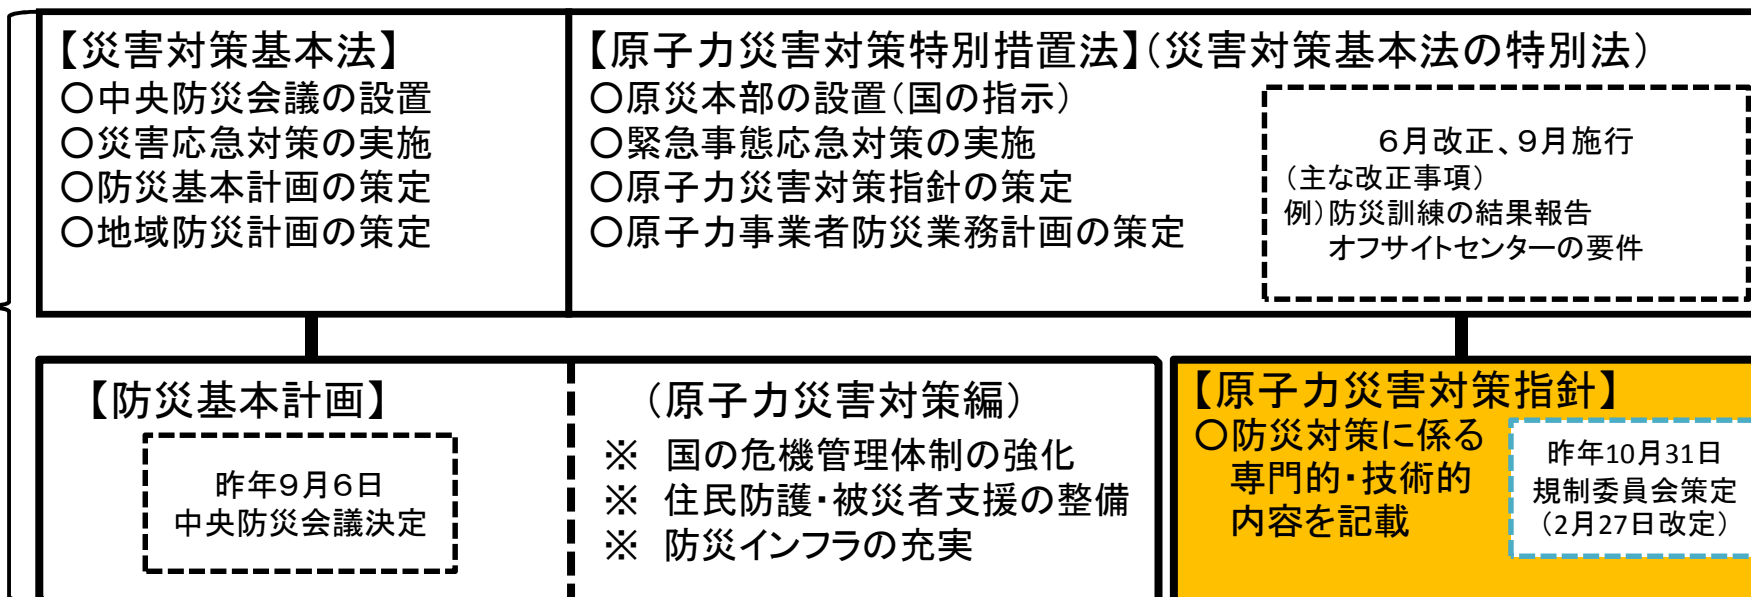 【災害対策基本法】
〇中央防災会議の設置
〇災害応急対策の実施
〇防災基本計画の策定
〇地域防災計画の策定
【原子力災害対策特別措置法】(災害対策基本法の特別法)
〇原災本部の設置(国の指示)
〇緊急事態応急対策の実施
〇原子力災害対策指針の策定
〇原子力事業者防災業務計画の策定
6月改正、9月施行
(主な改正事項)
例)防災訓練の結果報告
オフサイトセンターの要件
【防災基本計画】
昨年9月6日
中央防災会議決定
(原子力災害対策編)
※ 国の危機管理体制の強化
※ 住民防護・被災者支援の整備
※ 防災インフラの充実
【原子力災害対策指針】
〇防災対策に係る
専門的・技術的
内容を記載
昨年10月31日
規制委員会策定
(2月27日改定)